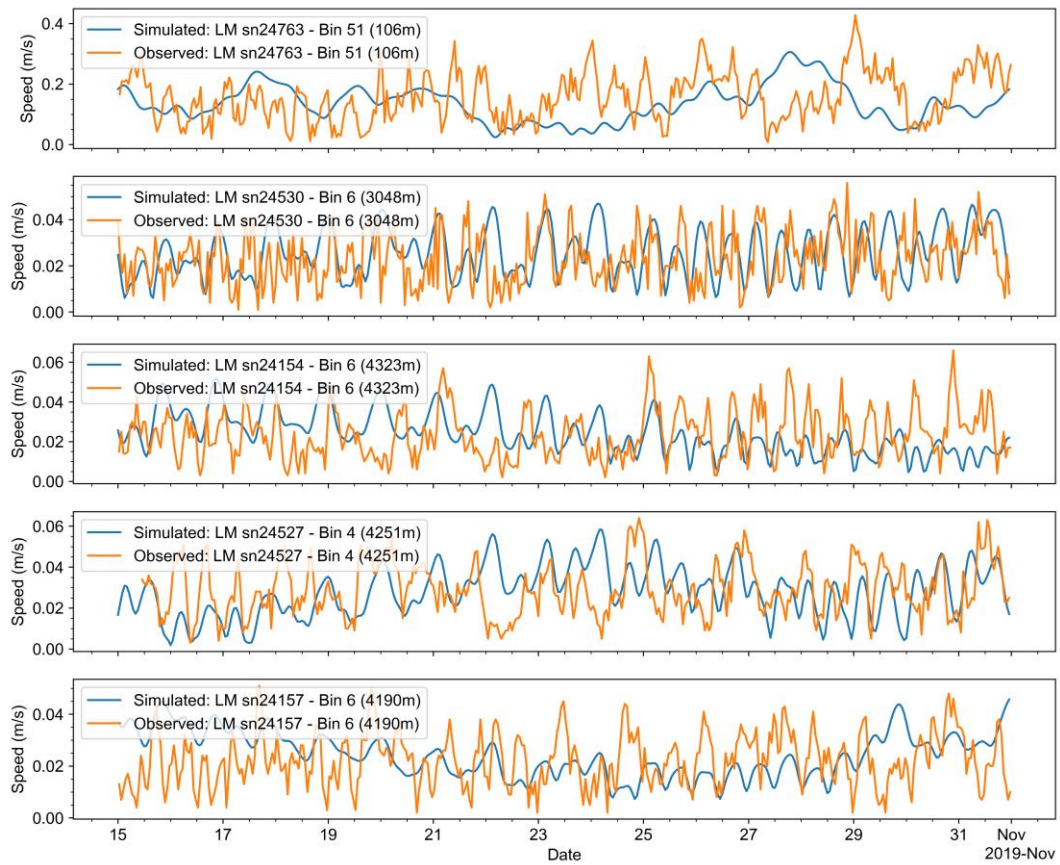 Speed (m/s)
0.4
0.2
0.0
Simulated: LM sn24763 - Bin 51 (106m)
Observed: LM sn24763 - Bin 51 (106m)
Speed (m/s)
0.04
0.02
0.00
Simulated: LM sn24530 - Bin 6 (3048m)
Observed: LM sn24530 - Bin 6 (3048m)
Speed (m/s)
0.06
0.04
0.02
0.00
Simulated: LM sn24154 - Bin 6 (4323m)
Observed: LM sn24154 - Bin 6 (4323m)
Speed (m/s)
0.06
0.04
0.02
0.00
Simulated: LM sn24527 - Bin 4 (4251m)
Observed: LM sn24527 - Bin 4 (4251m)
Speed (m/s)
0.04
0.02
0.00
Simulated: LM sn24157 - Bin 6 (4190m)
Observed: LM sn24157 - Bin 6 (4190m)
15 17 19 21 23 25 27 29 31 Nov
Date
2019-Nov